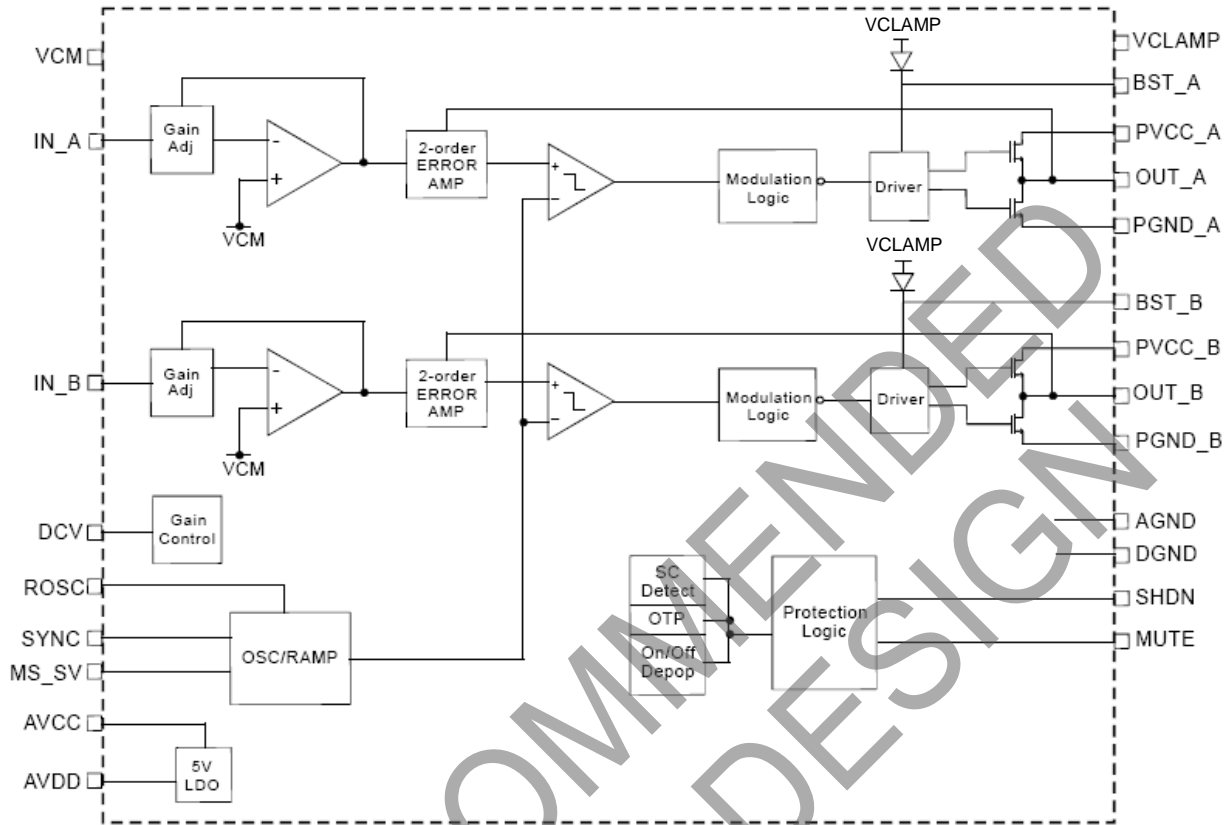 VCLAMP
VCM
VCLAMP
BST_A
IN_A
Gain
Adj
-
+
VCM
2-order
ERROR
AMP
+
-
Modulation
Logic
Driver
PVCC_A
OUT_A
PGND_A
VCLAMP
BST_B
IN_B
Gain
Adj
-
+
VCM
2-order
ERROR
AMP
+
-
Modulation
Logic
Driver
PVCC_B
OUT_B
PGND_B
DCV
Gain
Control
ROSC
SYNC
MS_SV
OSC/RAMP
AVCC
AVDD
5V
LDO
SC
Detect
OTP
On/Off
Depop
Protection
Logic
AGND
DGND
SHDN
MUTE
OMMENDED
DESIGN